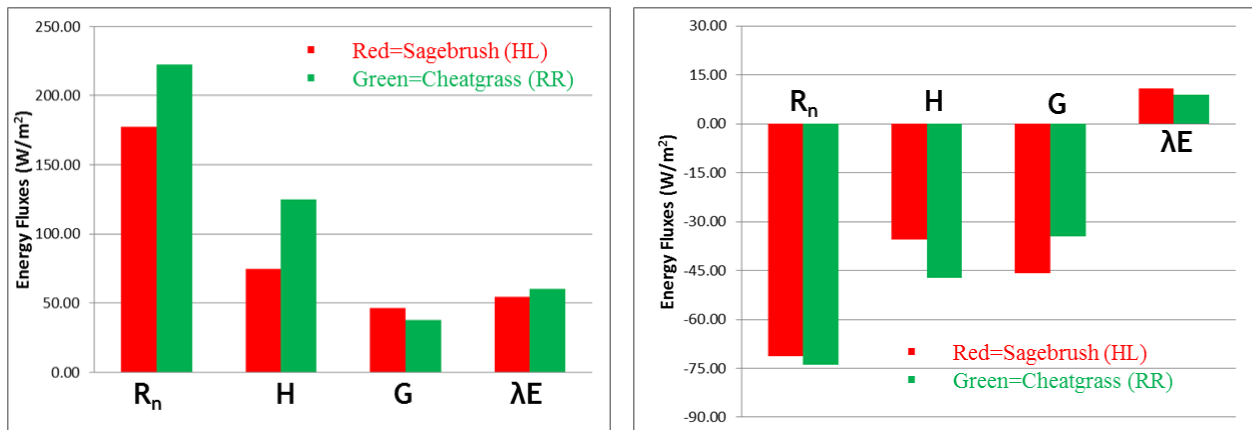 250.00
200.00
150.00
100.00
50.00
0.00
Energy Fluxes (W/m²)
Red=Sagebrush (HL)
Green=Cheatgrass (RR)
Rₙ H G λE
30.00
15.00
0.00
-15.00
-30.00
-45.00
-60.00
-75.00
-90.00
Energy Fluxes (W/m²)
Rₙ H G
λE
Red=Sagebrush (HL)
Green=Cheatgrass (RR)